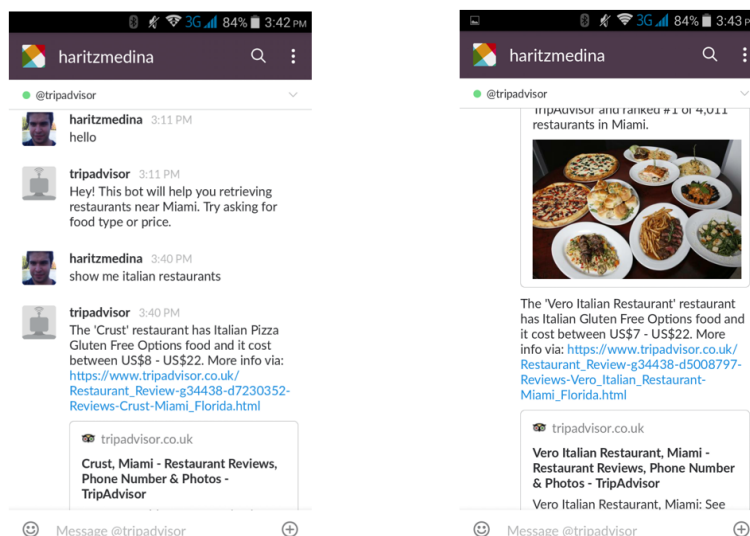 3G 84% 3:42 PM
haritzmedina
@tripadvisor
haritzmedina 3:11 PM
hello
tripadvisor 3:11 PM
Hey! This bot will help you retrieving
restaurants near Miami. Try asking for
food type or price.
haritzmedina 3:40 PM
show me italian restaurants
tripadvisor 3:40 PM
The 'Crust' restaurant has Italian Pizza
Gluten Free Options food and it cost
between US$8 - US$22. More info via:
https://www.tripadvisor.co.uk/
Restaurant_Review-g34438-d7230352-
Reviews-Crust-Miami_Florida.html
tripadvisor.co.uk
Crust, Miami - Restaurant Reviews,
Phone Number & Photos -
TripAdvisor
Message @tripadvisor
3G 84% 3:43 P
haritzmedina
@tripadvisor
TripAdvisor and ranked #1 of 4,011
restaurants in Miami.
The 'Vero Italian Restaurant' restaurant
has Italian Gluten Free Options food and
it cost between US$7 - US$22. More
info via: https://www.tripadvisor.co.uk/
Restaurant_Review-g34438-d5008797-
Reviews-Vero_Italian_Restaurant-
Miami_Florida.html
tripadvisor.co.uk
Vero Italian Restaurant, Miami -
Restaurant Reviews, Phone Number
& Photos - TripAdvisor
Vero Italian Restaurant, Miami: See
Message @tripadvisor